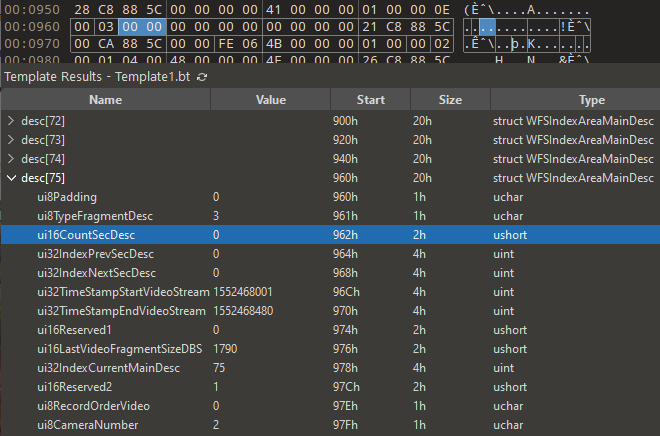 00:0950 28 C8 88 5C 00 00 00 00 41 00 00 00 01 00 00 0E (Èˆ\....A.......
00:0960 00 03 00 00 00 00 00 00 00 00 00 00 21 C8 88 5C ............!Èˆ\
00:0970 00 CA 88 5C 00 00 FE 06 4B 00 00 00 01 00 00 02 .Êˆ\..þ.K.......
Template Results - Template1.bt
Name Value Start Size Type
desc[72] 900h 20h struct WFSIndexAreaMainDesc
desc[73] 920h 20h struct WFSIndexAreaMainDesc
desc[74] 940h 20h struct WFSIndexAreaMainDesc
desc[75] 960h 20h struct WFSIndexAreaMainDesc
ui8Padding 0 960h 1h uchar
ui8TypeFragmentDesc 3 961h 1h uchar
ui16CountSecDesc 0 962h 2h ushort
ui32IndexPrevSecDesc 0 964h 4h uint
ui32IndexNextSecDesc 0 968h 4h uint
ui32TimeStampStartVideoStream 1552468001 96Ch 4h uint
ui32TimeStampEndVideoStream 1552468480 970h 4h uint
ui16Reserved1 0 974h 2h ushort
ui16LastVideoFragmentSizeDBS 1790 976h 2h ushort
ui32IndexCurrentMainDesc 75 978h 4h uint
ui16Reserved2 1 97Ch 2h ushort
ui8RecordOrderVideo 0 97Eh 1h uchar
ui8CameraNumber 2 97Fh 1h uchar